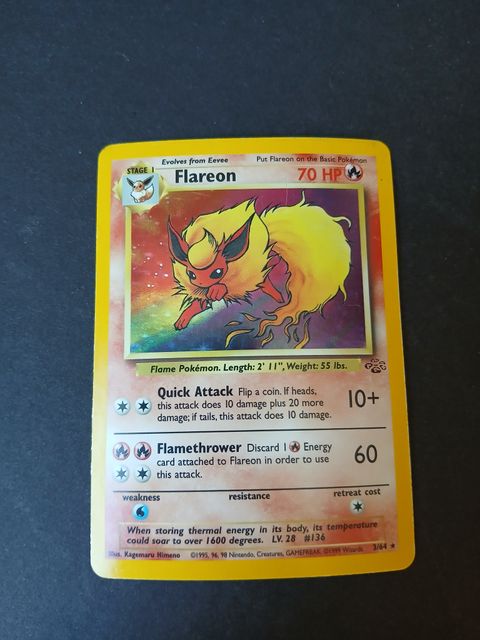 Evolves from Eevee Put Flareon on the Basic Pokémon
STAGE 1
Flareon 70 HP
Flame Pokémon. Length: 2' 11", Weight: 55 lbs.
Quick Attack Flip a coin. If heads,
this attack does 10 damage plus 20 more
damage; if tails, this attack does 10 damage.
10+
Flamethrower Discard 1 Energy
card attached to Flareon in order to use
this attack.
60
weakness resistance retreat cost
When storing thermal energy in its body, its temperature
could soar to over 1600 degrees. LV. 28 #136
Illus. Kagemaru Himeno ©1995, 96, 98 Nintendo, Creatures, GAMEFREAK. ©1999 Wizards. 3/64 ★